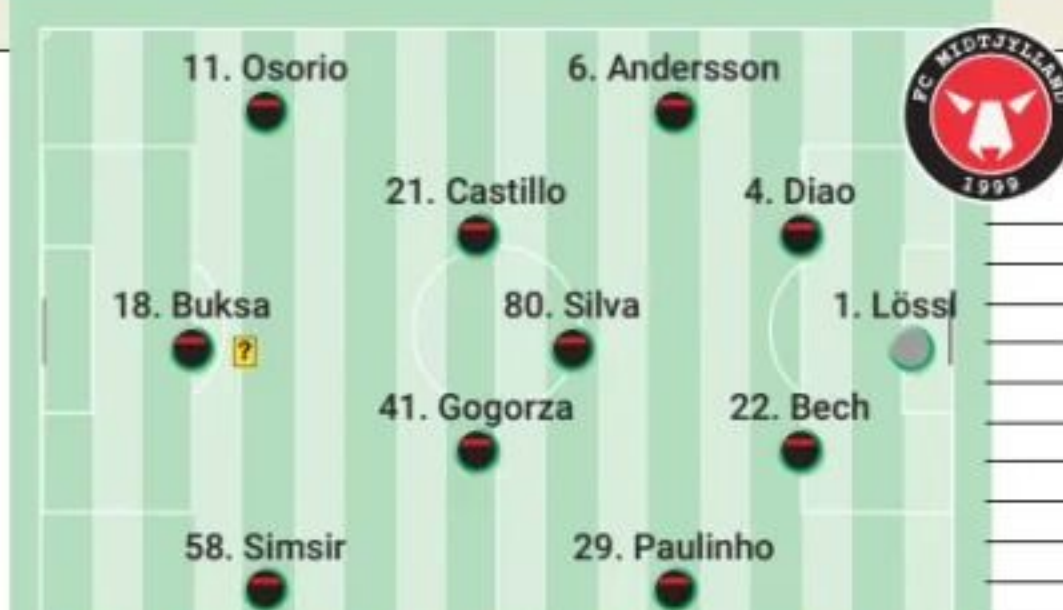 11. Osorio
6. Andersson
FC MIDTJYLLAND
1999
21. Castillo
4. Diao
18. Buksa
?
80. Silva
1. Lössl
41. Gogorza
22. Bech
58. Simsir
29. Paulinho